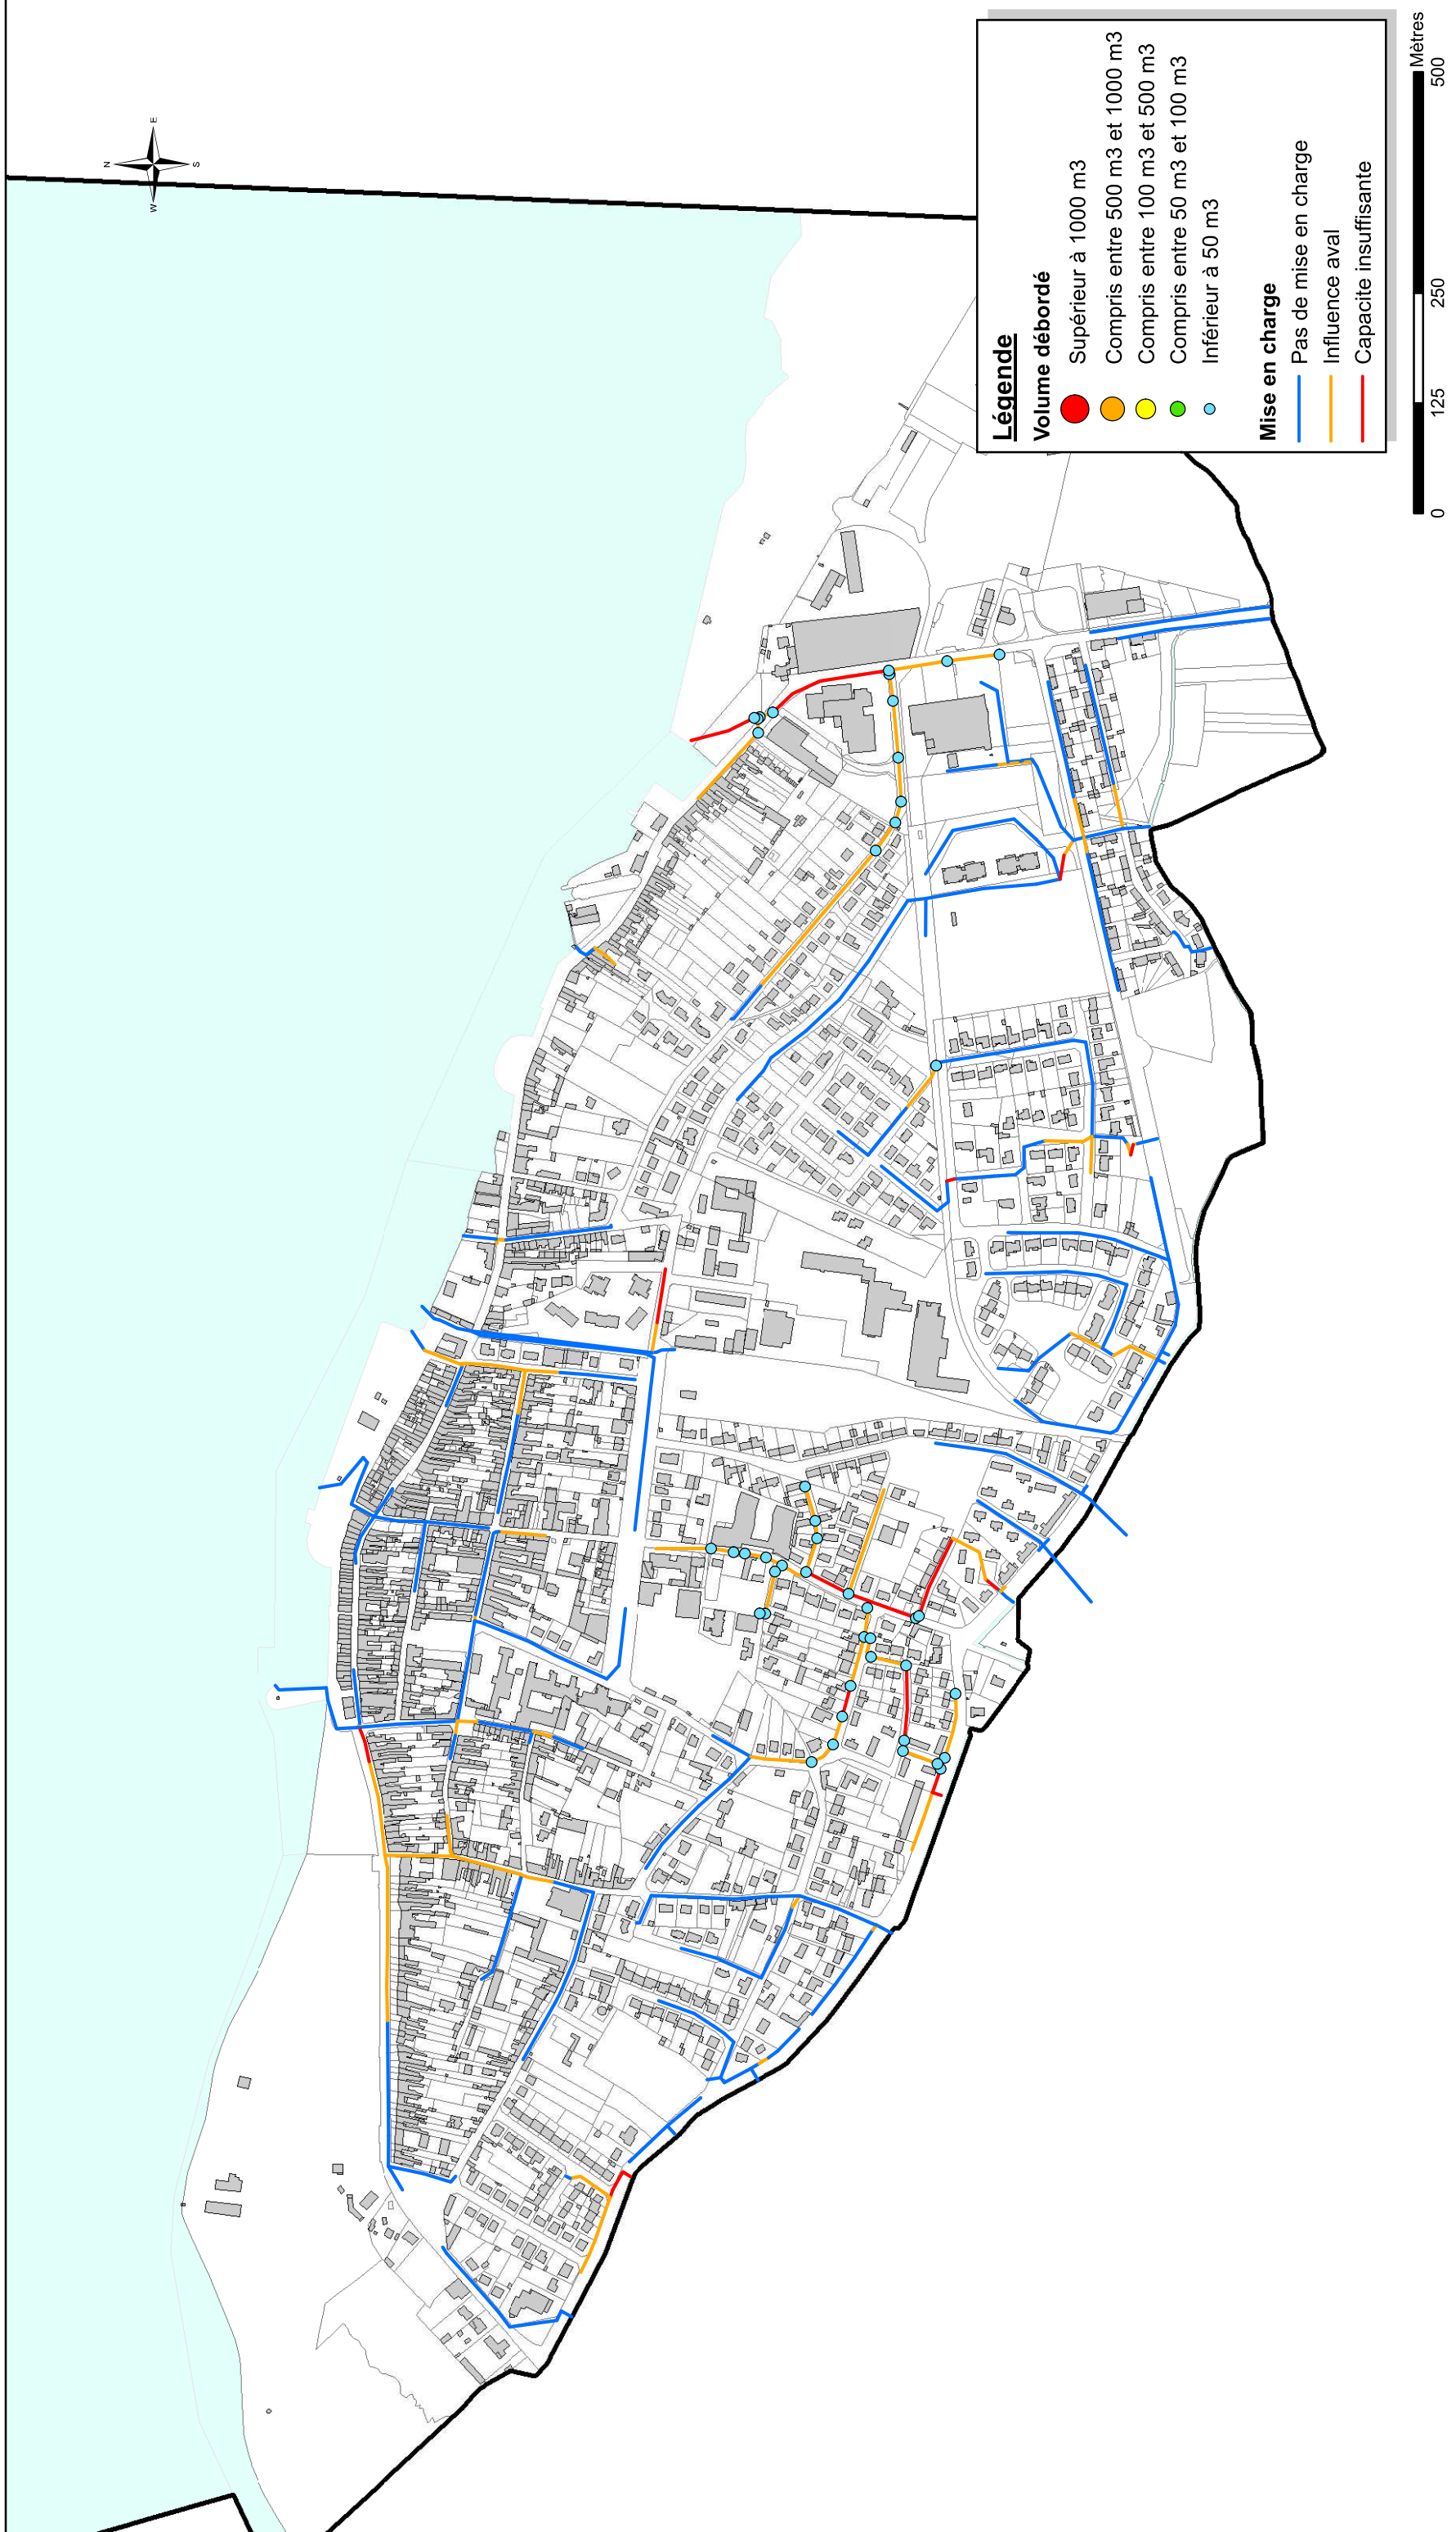 N
W
E
S
Légende
Volume débordé
Supérieur à 1000 m3
Compris entre 500 m3 et 1000 m3
Compris entre 100 m3 et 500 m3
Compris entre 50 m3 et 100 m3
Inférieur à 50 m3
Mise en charge
Pas de mise en charge
Influence aval
Capacite insuffisante
0 125 250 500
Mètres